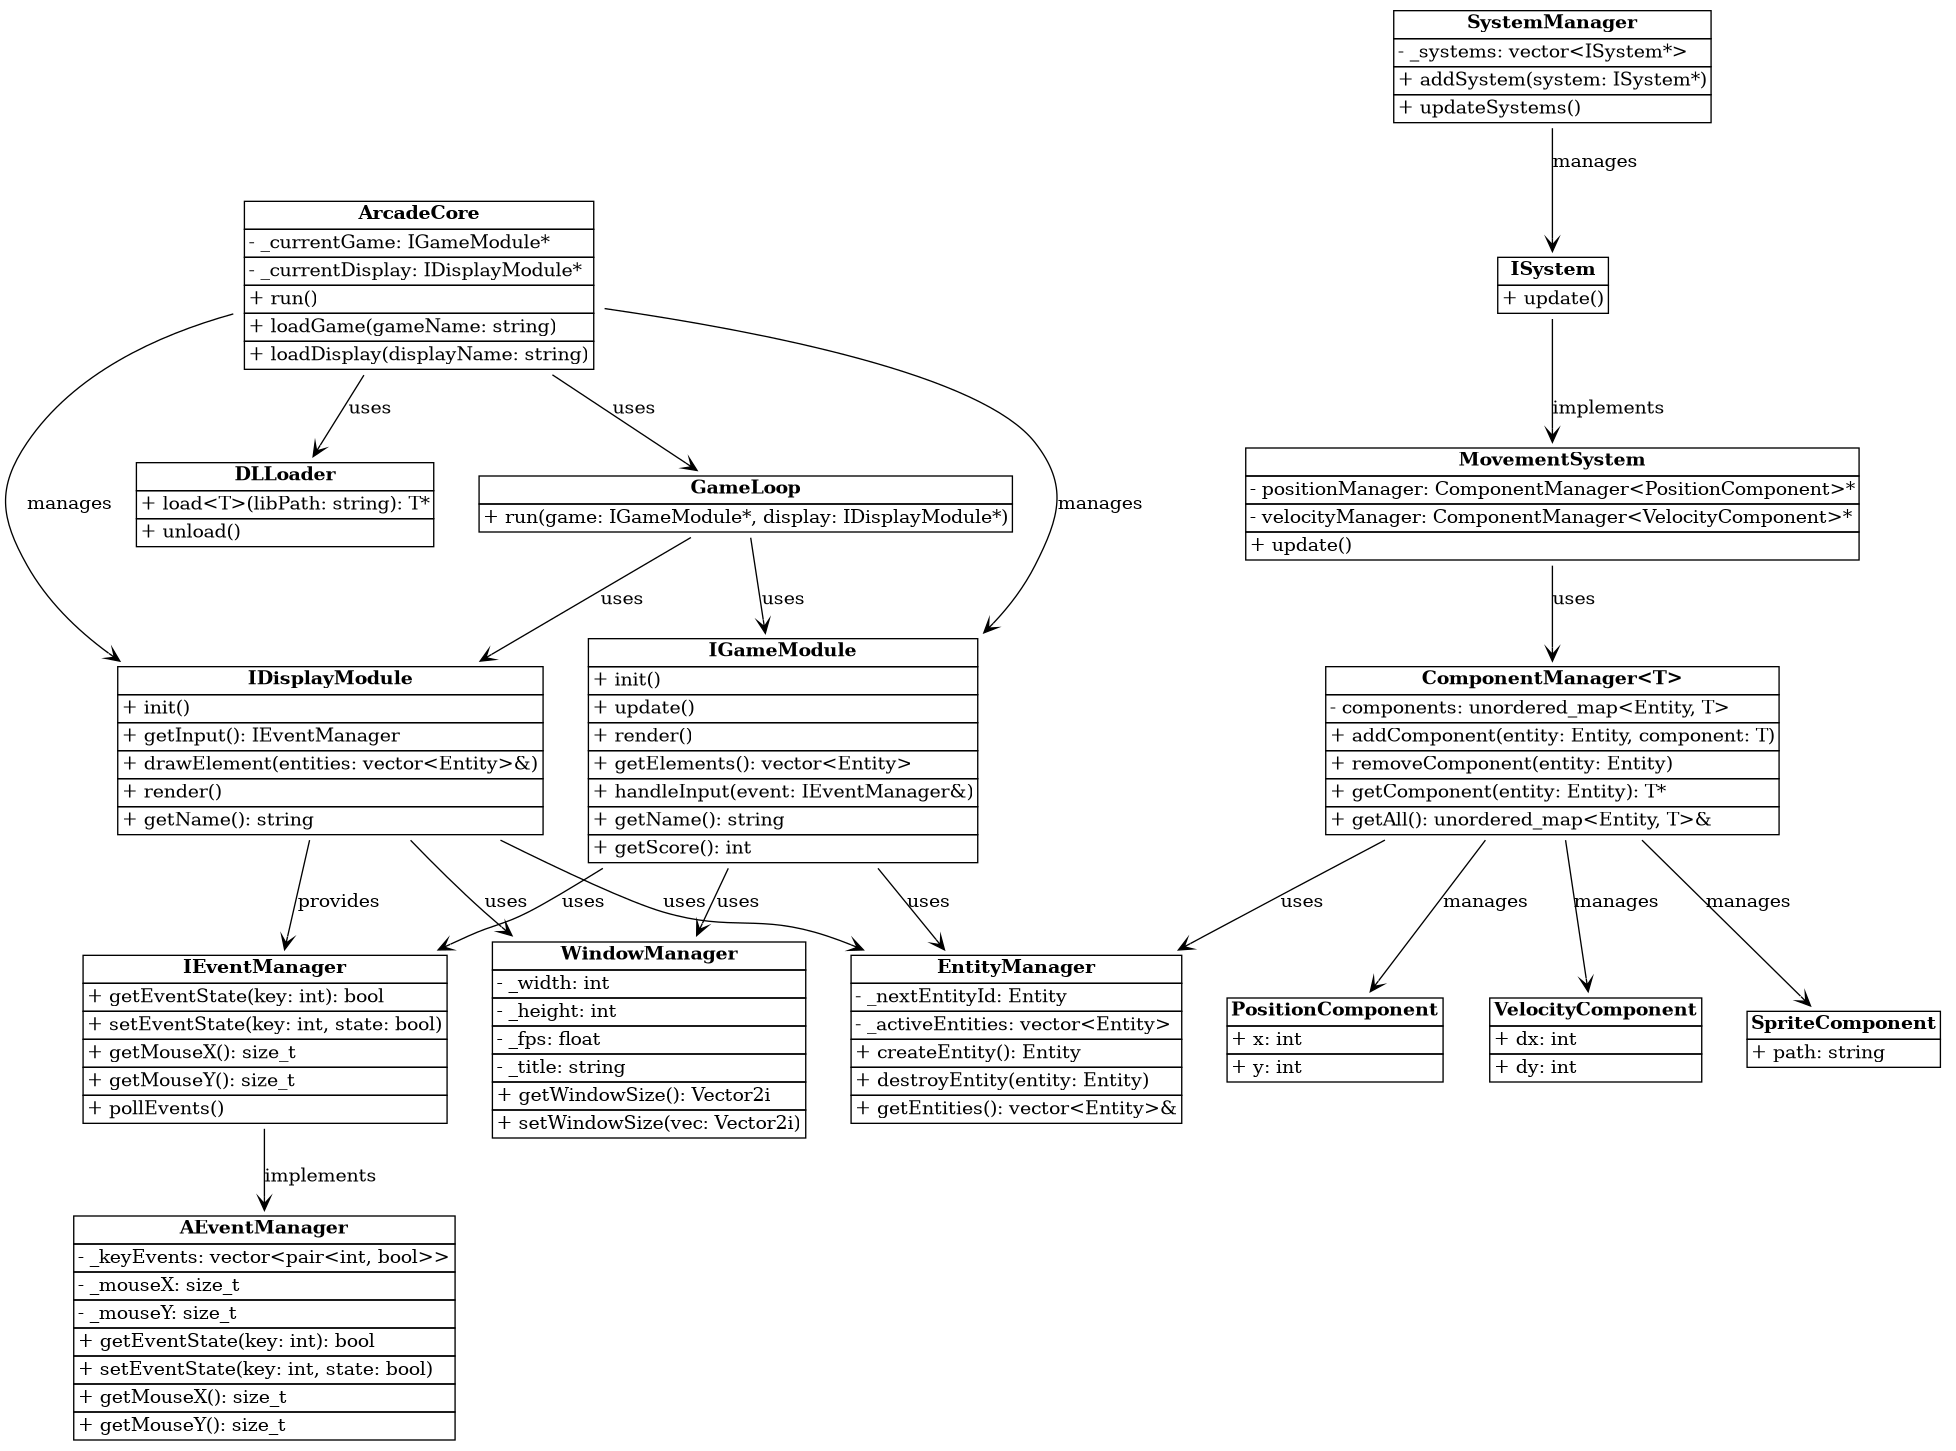 SystemManager
- _systems: vector<ISystem*>
+ addSystem(system: ISystem*)
+ updateSystems()
manages
ArcadeCore
- _currentGame: IGameModule*
- _currentDisplay: IDisplayModule*
+ run()
+ loadGame(gameName: string)
+ loadDisplay(displayName: string)
ISystem
+ update()
uses
uses
implements
manages
DLLoader
+ load<T>(libPath: string): T*
+ unload()
GameLoop
+ run(game: IGameModule*, display: IDisplayModule*)
manages
MovementSystem
- positionManager: ComponentManager<PositionComponent>*
- velocityManager: ComponentManager<VelocityComponent>*
+ update()
uses
uses
uses
IDisplayModule
+ init()
+ getInput(): IEventManager
+ drawElement(entities: vector<Entity>&)
+ render()
+ getName(): string
IGameModule
+ init()
+ update()
+ render()
+ getElements(): vector<Entity>
+ handleInput(event: IEventManager&)
+ getName(): string
+ getScore(): int
ComponentManager<T>
- components: unordered_map<Entity, T>
+ addComponent(entity: Entity, component: T)
+ removeComponent(entity: Entity)
+ getComponent(entity: Entity): T*
+ getAll(): unordered_map<Entity, T>&
provides
uses
uses
uses
uses
uses
uses
manages
manages
manages
IEventManager
+ getEventState(key: int): bool
+ setEventState(key: int, state: bool)
+ getMouseX(): size_t
+ getMouseY(): size_t
+ pollEvents()
WindowManager
- _width: int
- _height: int
- _fps: float
- _title: string
+ getWindowSize(): Vector2i
+ setWindowSize(vec: Vector2i)
EntityManager
- _nextEntityId: Entity
- _activeEntities: vector<Entity>
+ createEntity(): Entity
+ destroyEntity(entity: Entity)
+ getEntities(): vector<Entity>&
PositionComponent
+ x: int
+ y: int
VelocityComponent
+ dx: int
+ dy: int
SpriteComponent
+ path: string
implements
AEventManager
- _keyEvents: vector<pair<int, bool>>
- _mouseX: size_t
- _mouseY: size_t
+ getEventState(key: int): bool
+ setEventState(key: int, state: bool)
+ getMouseX(): size_t
+ getMouseY(): size_t